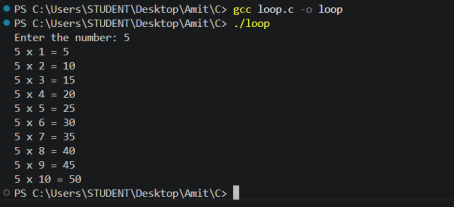 PS C:\Users\STUDENT\Desktop\Amit\C> gcc loop.c -o loop
PS C:\Users\STUDENT\Desktop\Amit\C> ./loop
Enter the number: 5
5 x 1 = 5
5 x 2 = 10
5 x 3 = 15
5 x 4 = 20
5 x 5 = 25
5 x 6 = 30
5 x 7 = 35
5 x 8 = 40
5 x 9 = 45
5 x 10 = 50
PS C:\Users\STUDENT\Desktop\Amit\C>